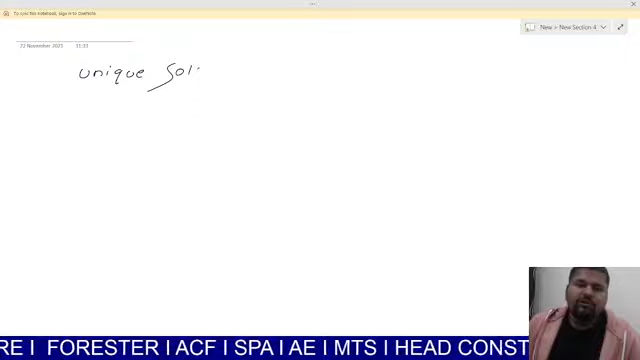 To sync this notebook, sign in to OneNote.
New + New Section-4
22 November 2021 11:33
unique Sol
RE I FORESTER I ACF I SPA I AE I MTS I HEAD CONST